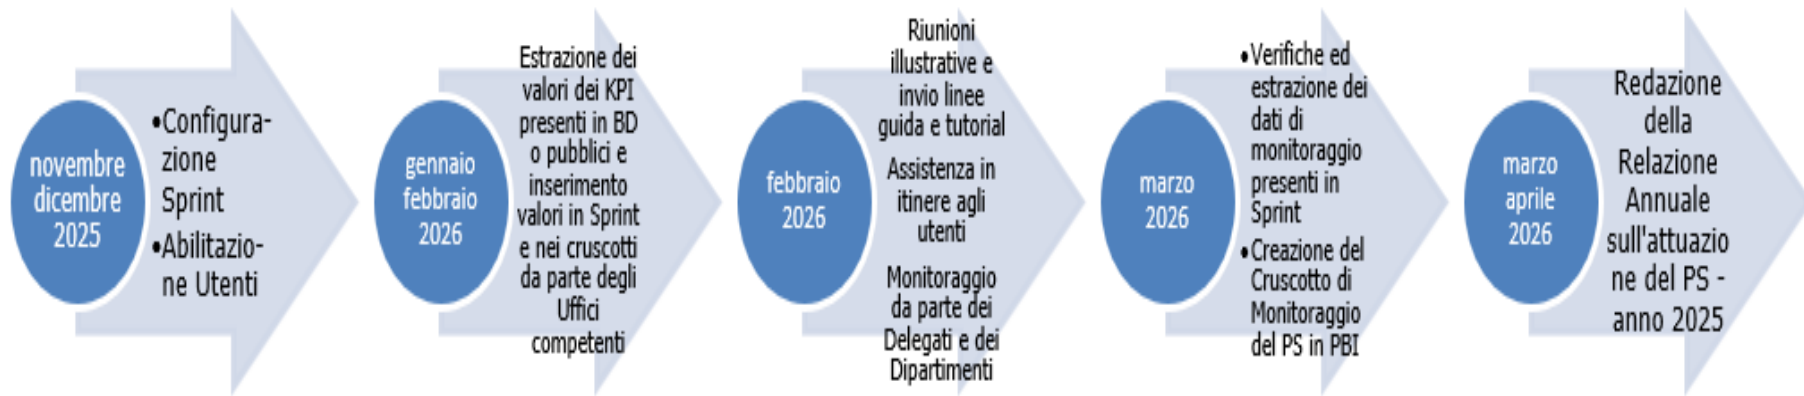 novembre
dicembre
2025
•Configura-
zione
Sprint
•Abilitazio-
ne Utenti
gennaio
febbraio
2026
Estrazione dei
valori dei KPI
presenti in BD
o pubblici e
inserimento
valori in Sprint
e nei cruscotti
da parte degli
Uffici
competenti
febbraio
2026
Riunioni
illustrative e
invio linee
guida e tutorial
Assistenza in
itinere agli
utenti
Monitoraggio
da parte dei
Delegati e dei
Dipartimenti
marzo
2026
•Verifiche ed
estrazione dei
dati di
monitoraggio
presenti in
Sprint
•Creazione del
Cruscotto di
Monitoraggio
del PS in PBI
marzo
aprile
2026
Redazione
della
Relazione
Annuale
sull'attuazio
ne del PS -
anno 2025